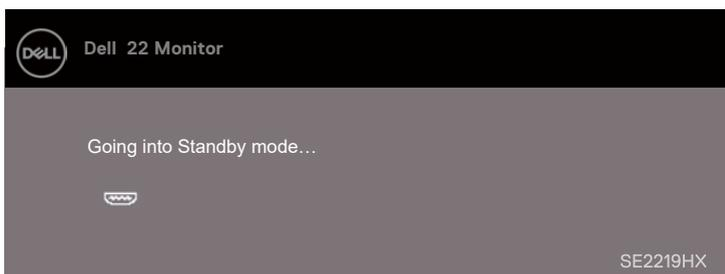 DELL
Dell 22 Monitor
Going into Standby mode…
SE2219HX